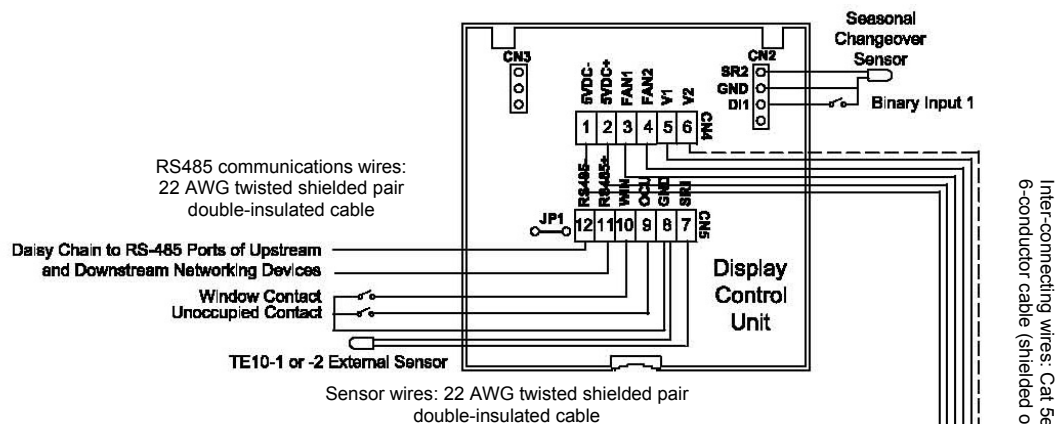 Seasonal
Changeover
Sensor
CN3
CN2
SR2
GND
DI1
Binary Input 1
5VDC-
5VDC+
FAN1
FAN2
V1
V2
1 2 3 4 5 6
CN4
RS485 communications wires:
22 AWG twisted shielded pair
double-insulated cable
RS485-
RS485+
WIN
OCU
GND
SRI
JP1
12 11 10 9 8 7
CN5
Daisy Chain to RS-485 Ports of Upstream
and Downstream Networking Devices
Window Contact
Unoccupied Contact
Display
Control
Unit
TE10-1 or -2 External Sensor
Sensor wires: 22 AWG twisted shielded pair
double-insulated cable
Inter-connecting wires: Cat 5e
6-conductor cable (shielded o